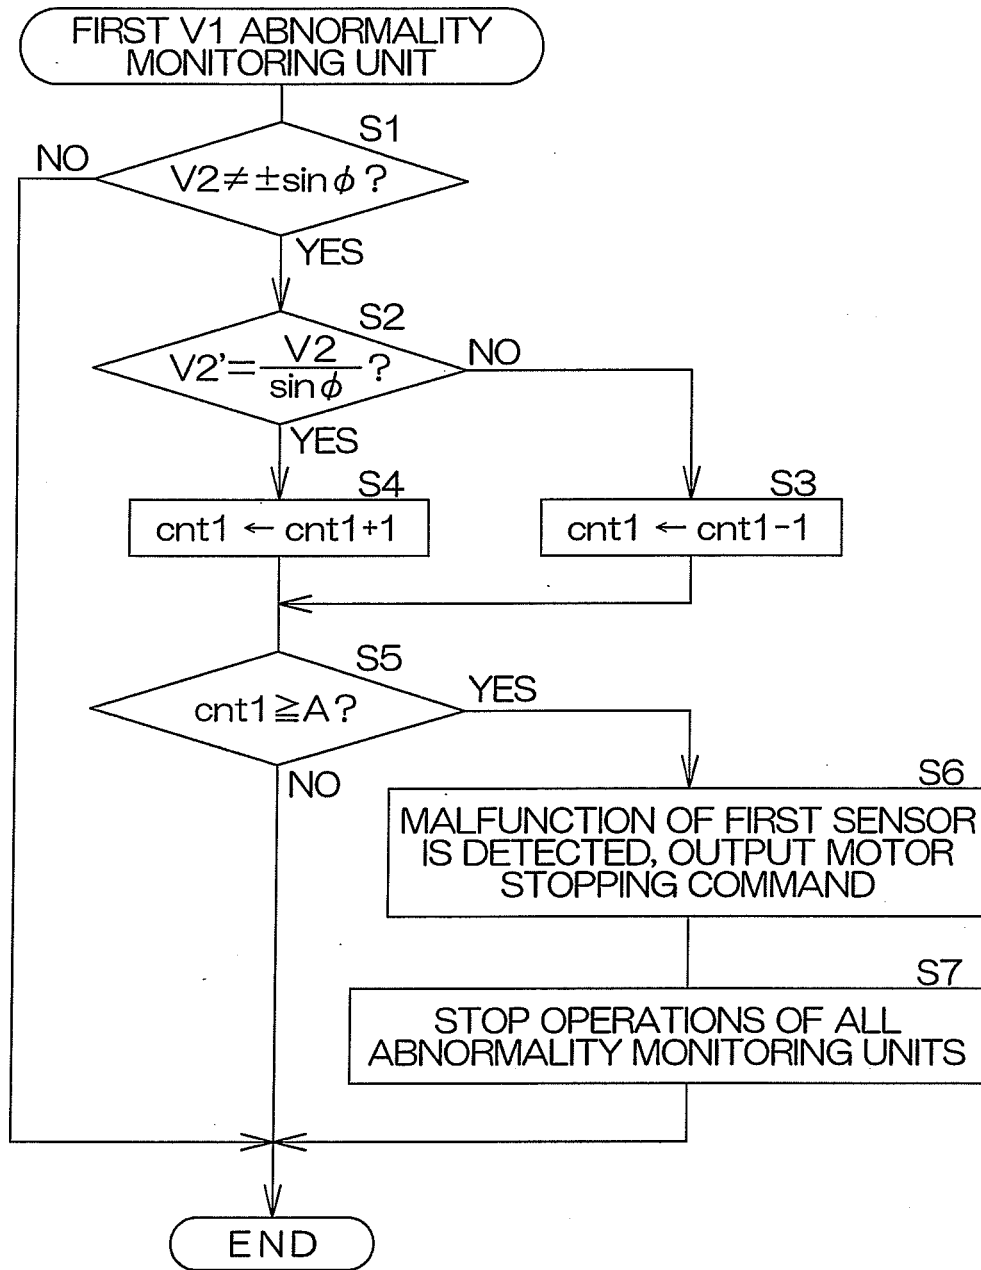 FIRST V1 ABNORMALITY
MONITORING UNIT
S1
NO
V2≠±sinϕ?
YES
S2
V2'=V2/sinϕ?
NO
YES
S4
cnt1 ← cnt1+1
S3
cnt1 ← cnt1-1
S5
cnt1≧A?
YES
NO
S6
MALFUNCTION OF FIRST SENSOR
IS DETECTED, OUTPUT MOTOR
STOPPING COMMAND
S7
STOP OPERATIONS OF ALL
ABNORMALITY MONITORING UNITS
END